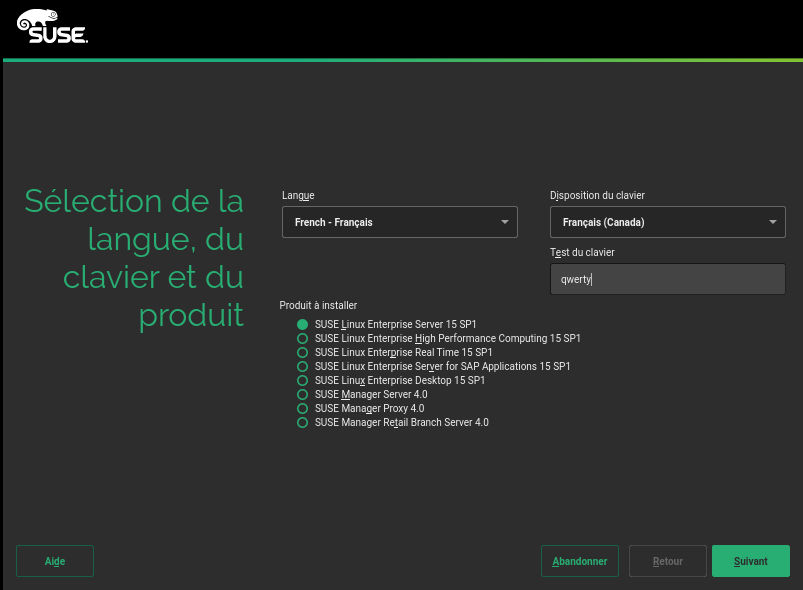 SUSE.
Sélection de la
langue, du
clavier et du
produit
Langue
French - Français
Disposition du clavier
Français (Canada)
Test du clavier
qwerty
Produit à installer
SUSE Linux Enterprise Server 15 SP1
SUSE Linux Enterprise High Performance Computing 15 SP1
SUSE Linux Enterprise Real Time 15 SP1
SUSE Linux Enterprise Server for SAP Applications 15 SP1
SUSE Linux Enterprise Desktop 15 SP1
SUSE Manager Server 4.0
SUSE Manager Proxy 4.0
SUSE Manager Retail Branch Server 4.0
Aide
Abandonner
Retour
Suivant